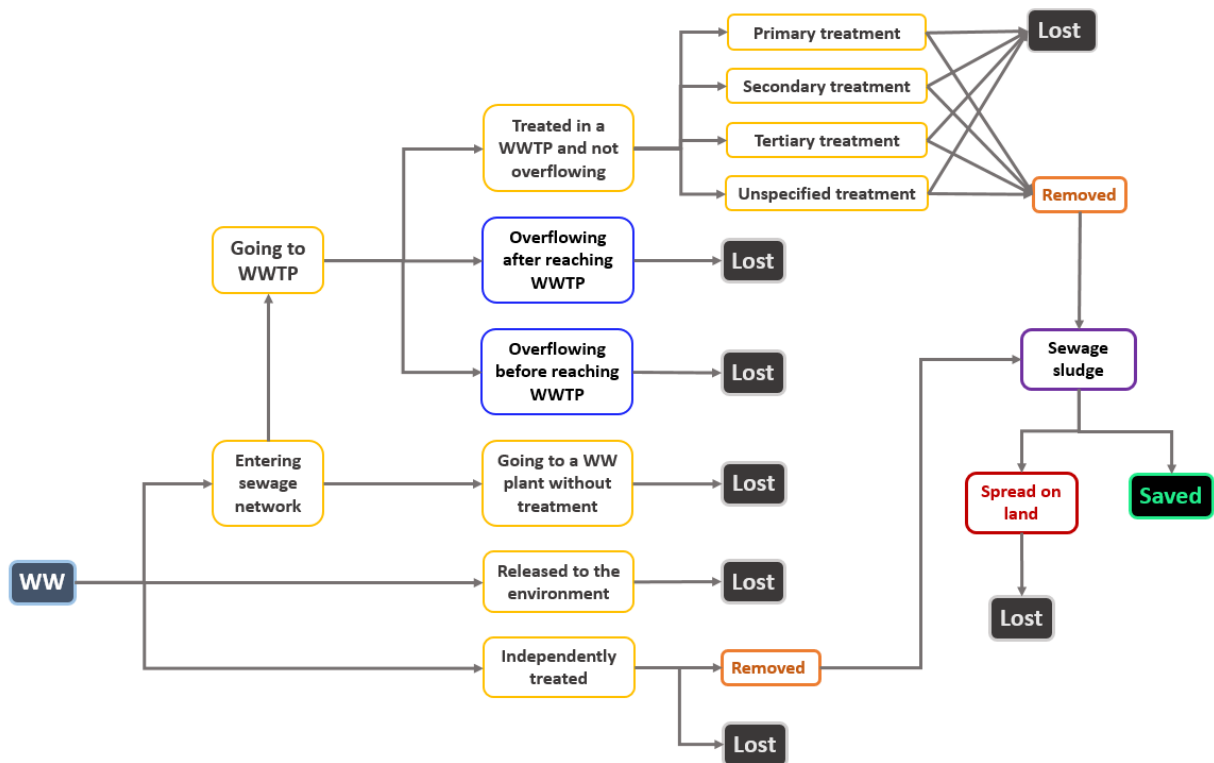 Primary treatment
Lost
Secondary treatment
Treated in a
WWTP and not
overflowing
Tertiary treatment
Unspecified treatment
Removed
Going to
WWTP
Overflowing
after reaching
WWTP
Lost
Overflowing
before reaching
WWTP
Lost
Sewage
sludge
Entering
sewage
network
Going to a WW
plant without
treatment
Lost
Spread on
land
Saved
WW
Released to the
environment
Lost
Lost
Independently
treated
Removed
Lost